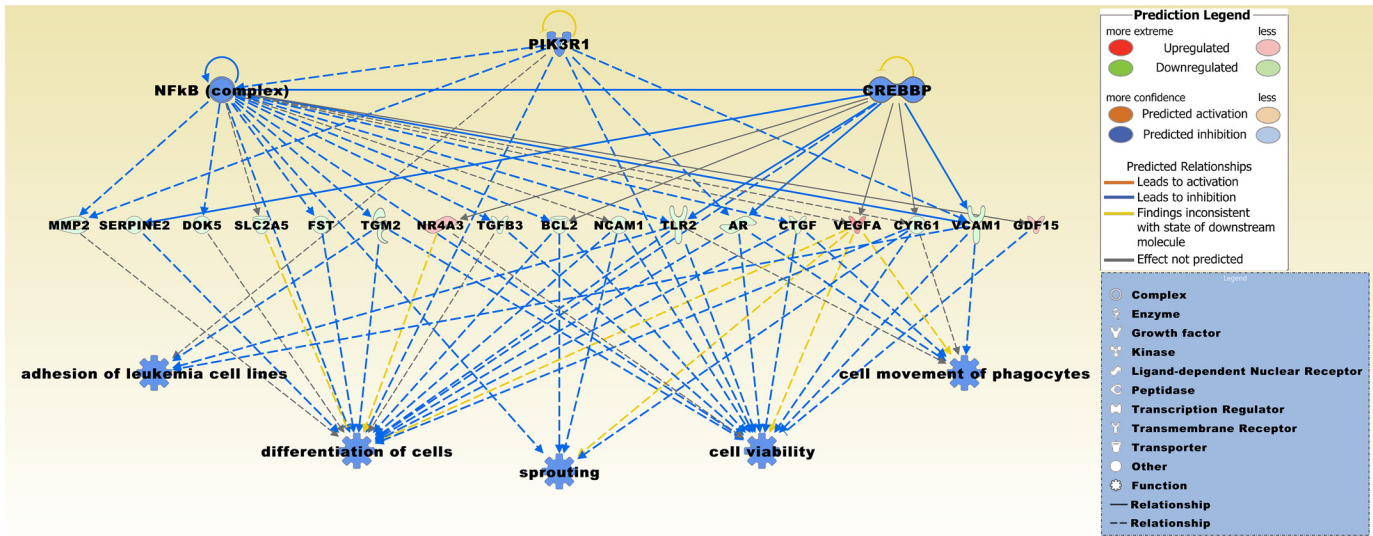 PIK3R1
NFkB (complex)
CREBBP
MMP2 SERPINE2 DOK5 SLC2A5 FST TGM2 NR4A3 TGFB3 BCL2 NCAM1 TLR2 AR CTGF VEGFA CYR61 VCAM1 GDF15
adhesion of leukemia cell lines
cell movement of phagocytes
differentiation of cells
sprouting
cell viability
Prediction Legend
more extreme less
Upregulated
Downregulated
more confidence less
Predicted activation
Predicted inhibition
Predicted Relationships
Leads to activation
Leads to inhibition
Findings inconsistent
with state of downstream
molecule
Effect not predicted
Legend
Complex
Enzyme
Growth factor
Kinase
Ligand-dependent Nuclear Receptor
Peptidase
Transcription Regulator
Transmembrane Receptor
Transporter
Other
Function
Relationship
Relationship